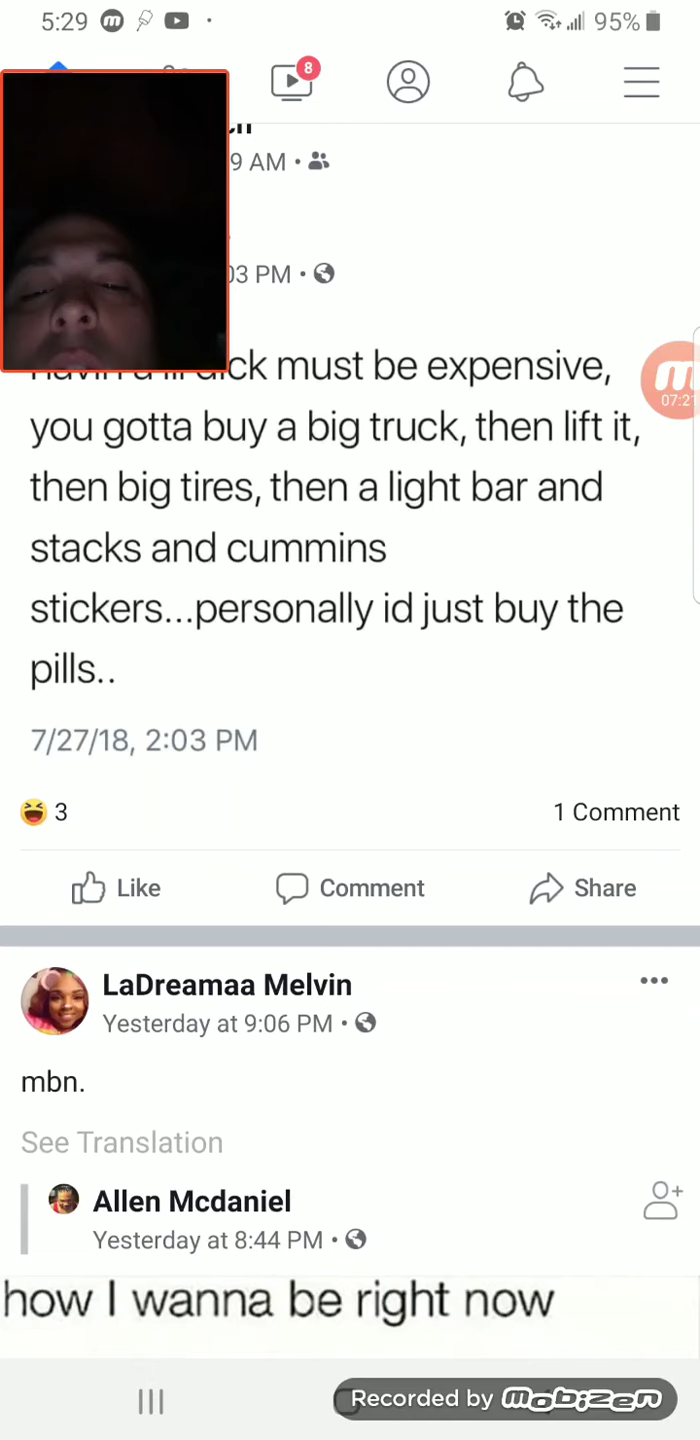 5:29
95%
8
9 AM
03 PM
ck must be expensive,
you gotta buy a big truck, then lift it,
then big tires, then a light bar and
stacks and cummins
stickers...personally id just buy the
pills..
07:2
7/27/18, 2:03 PM
3
1 Comment
Like
Comment
Share
LaDreamaa Melvin
Yesterday at 9:06 PM
mbn.
See Translation
Allen Mcdaniel
Yesterday at 8:44 PM
how I wanna be right now
Recorded by mobizen